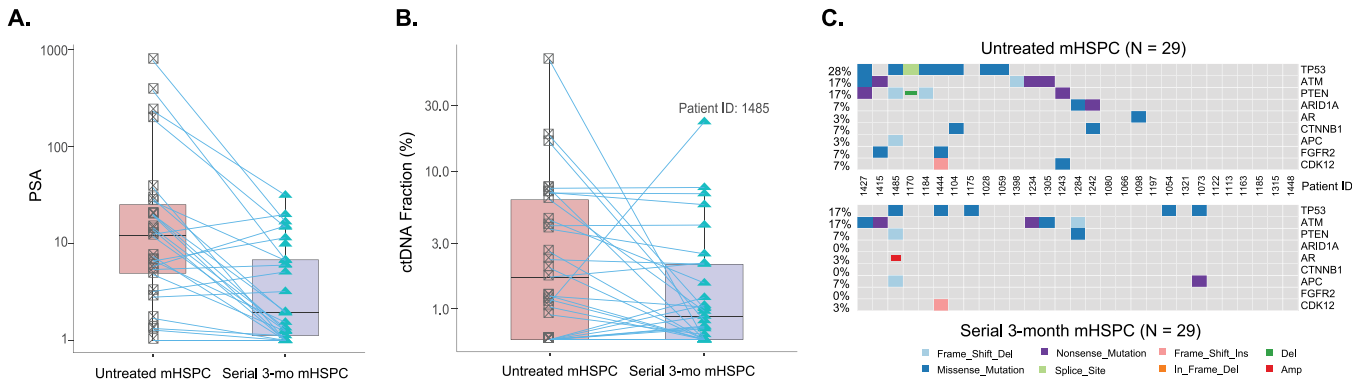 A.
PSA
1000
100
10
1
Untreated mHSPC
Serial 3-mo mHSPC
B.
ctDNA Fraction (%)
30.0
10.0
3.0
1.0
Patient ID: 1485
Untreated mHSPC
Serial 3-mo mHSPC
C.
Untreated mHSPC (N = 29)
28% TP53
17% ATM
17% PTEN
7% ARID1A
3% AR
7% CTNNB1
3% APC
7% FGFR2
7% CDK12
1427 1415 1485 1170 1184 1444 1104 1175 1028 1059 1398 1234 1305 1243 1284 1242 1098 1080 1066 1197 1054 1321 1073 1122 1113 1163 1185 1315 1448 Patient ID
17% TP53
17% ATM
7% PTEN
0% ARID1A
3% AR
0% CTNNB1
7% APC
0% FGFR2
3% CDK12
Serial 3-month mHSPC (N = 29)
Frame_Shift_Del Nonsense_Mutation Frame_Shift_Ins Del
Missense_Mutation Splice_Site In_Frame_Del Amp